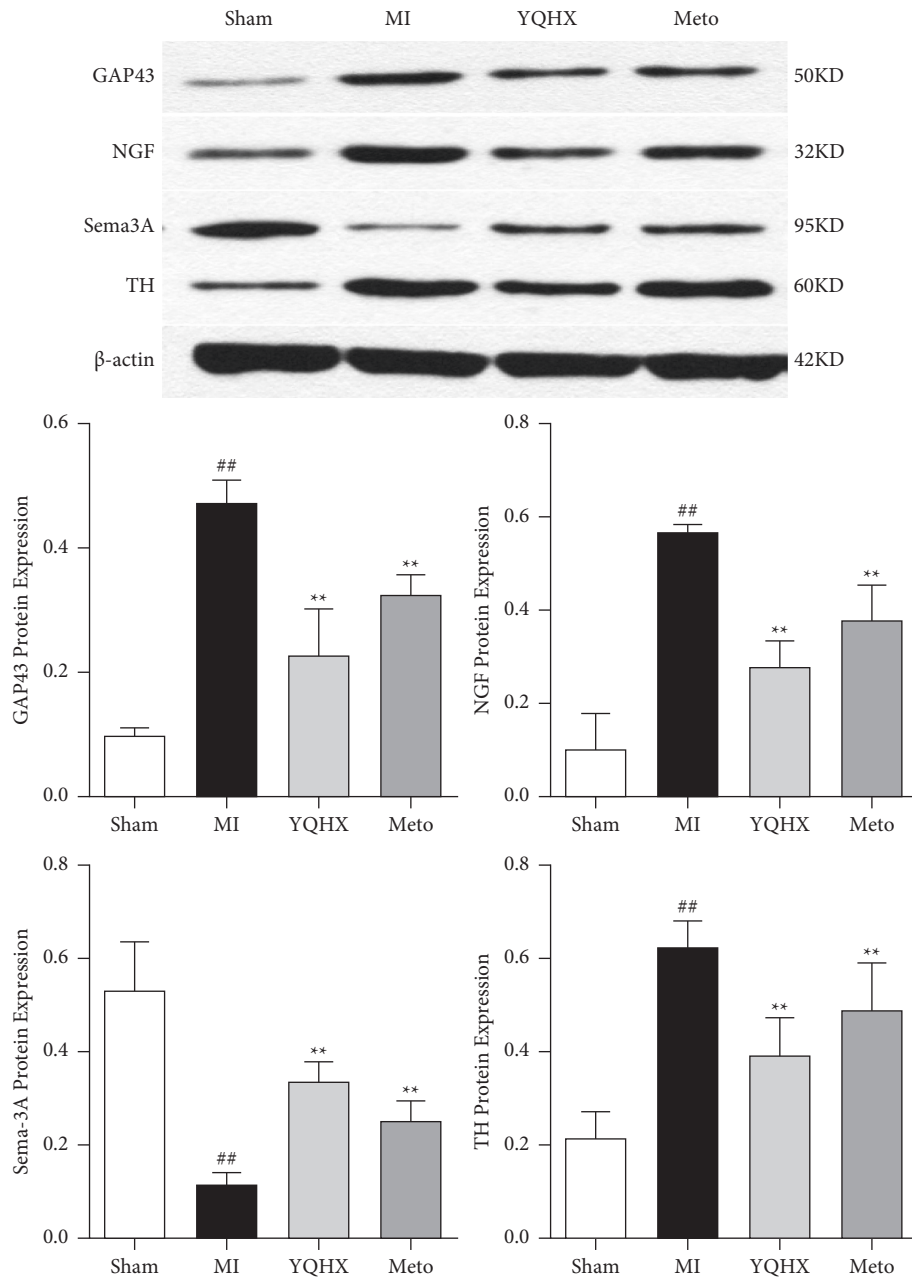 Sham MI YQHX Meto
GAP43 50KD
NGF 32KD
Sema3A 95KD
TH 60KD
β-actin 42KD
GAP43 Protein Expression
0.6
0.4
0.2
0.0
##
**
**
Sham MI YQHX Meto
NGF Protein Expression
0.8
0.6
0.4
0.2
0.0
##
**
**
Sham MI YQHX Meto
Sema-3A Protein Expression
0.8
0.6
0.4
0.2
0.0
##
**
**
Sham MI YQHX Meto
TH Protein Expression
0.8
0.6
0.4
0.2
0.0
##
**
**
Sham MI YQHX Meto